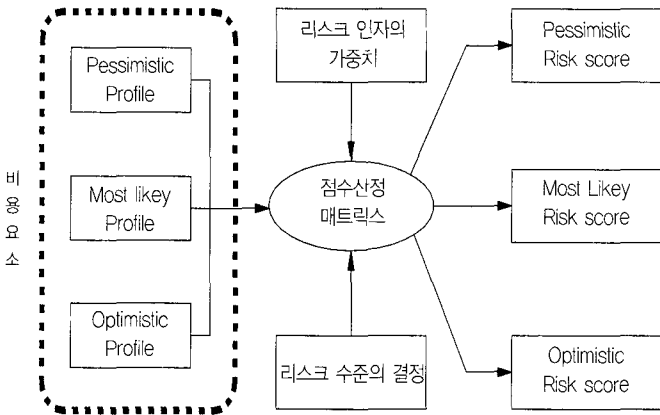 비
용
요
소
Pessimistic
Profile
Most likey
Profile
Optimistic
Profile
리스크 인자의
가중치
점수산정
매트릭스
리스크 수준의 결정
Pessimistic
Risk score
Most Likey
Risk score
Optimistic
Risk score